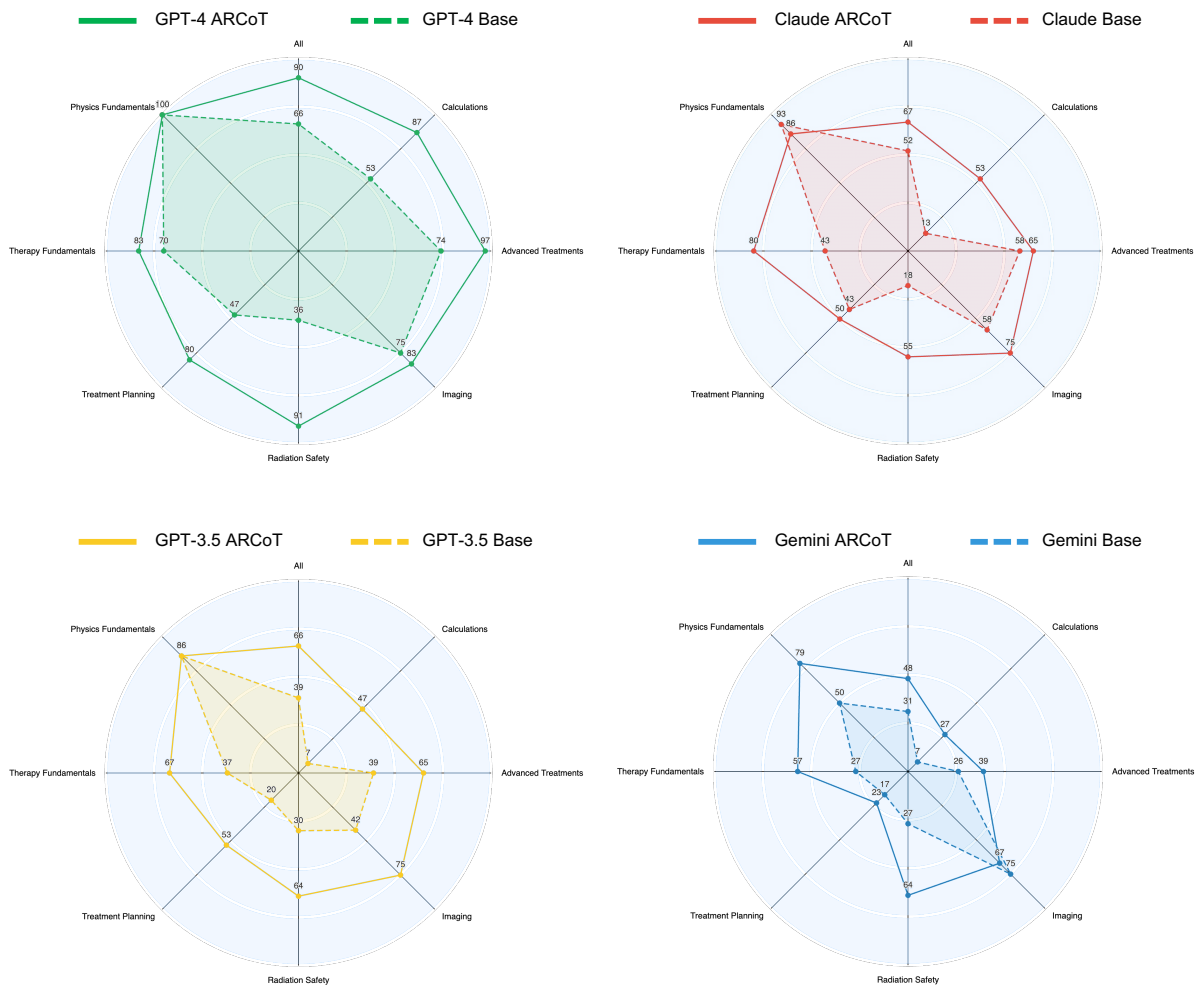 GPT-4 ARCoT GPT-4 Base
All
90
Physics Fundamentals 100 Calculations
66 87
53
Therapy Fundamentals 83 70 74 97 Advanced Treatments
47 36
75
80 83
Treatment Planning Imaging
91
Radiation Safety
Claude ARCoT Claude Base
All
Physics Fundamentals 93 67 Calculations
86
52 53
13
Therapy Fundamentals 80 43 58 65 Advanced Treatments
18
43
50 58
55 75
Treatment Planning Imaging
Radiation Safety
GPT-3.5 ARCoT GPT-3.5 Base
All
Physics Fundamentals 66 Calculations
86
39 47
7
Therapy Fundamentals 67 37 39 65 Advanced Treatments
20
30 42
53 75
64
Treatment Planning Imaging
Radiation Safety
Gemini ARCoT Gemini Base
All
Physics Fundamentals Calculations
79 48
50 31 27
7
Therapy Fundamentals 57 27 26 39 Advanced Treatments
17
23 27
67
75
64
Treatment Planning Imaging
Radiation Safety